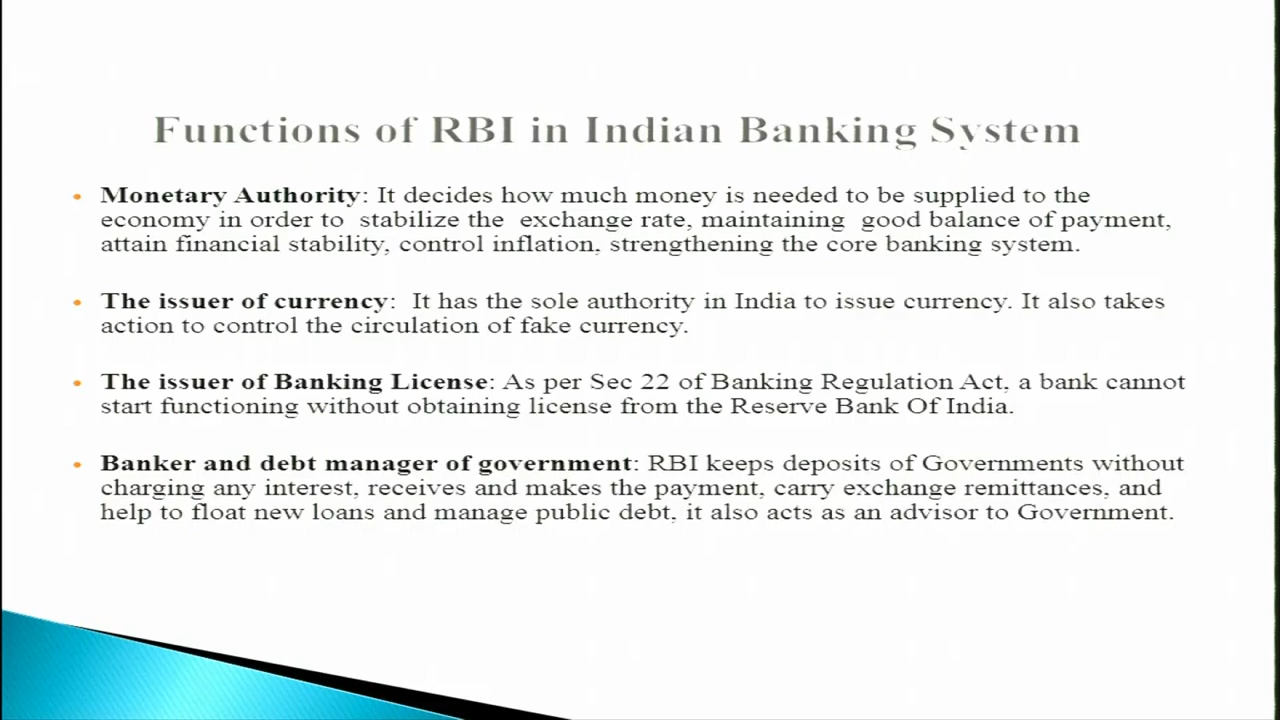 Functions of RBI in Indian Banking System
• Monetary Authority: It decides how much money is needed to be supplied to the
economy in order to stabilize the exchange rate, maintaining good balance of payment,
attain financial stability, control inflation, strengthening the core banking system.
• The issuer of currency: It has the sole authority in India to issue currency. It also takes
action to control the circulation of fake currency.
• The issuer of Banking License: As per Sec 22 of Banking Regulation Act, a bank cannot
start functioning without obtaining license from the Reserve Bank Of India.
• Banker and debt manager of government: RBI keeps deposits of Governments without
charging any interest, receives and makes the payment, carry exchange remittances, and
help to float new loans and manage public debt, it also acts as an advisor to Government.